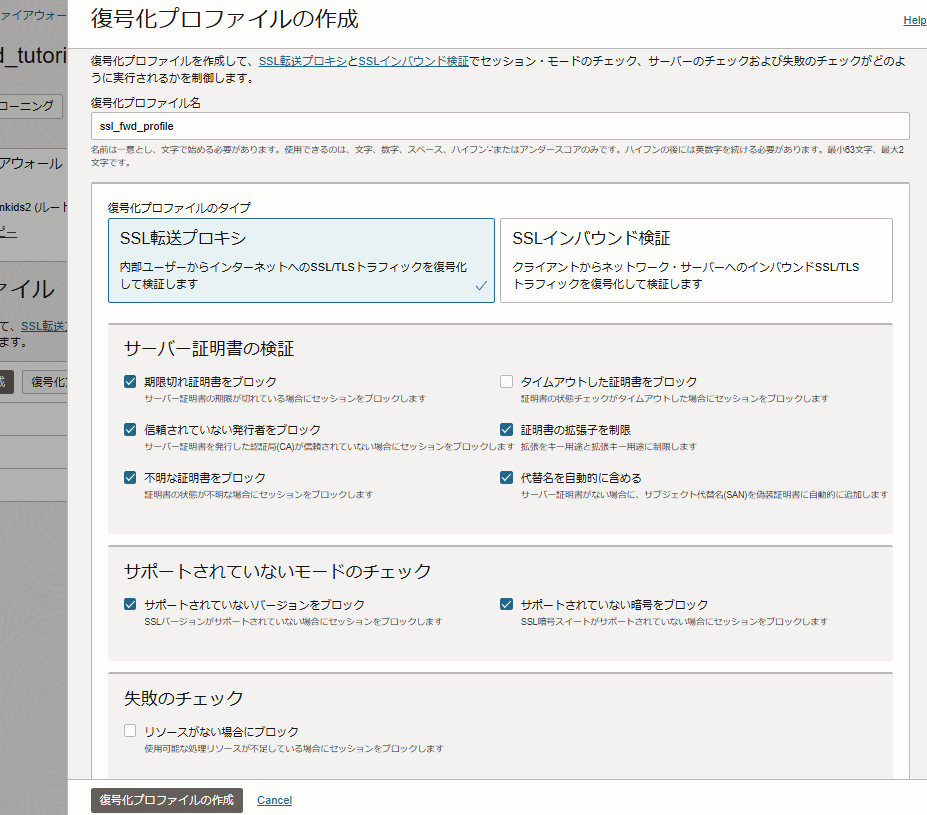 ァイアウォー
復号化プロファイルの作成
Help
d_tutori
復号化プロファイルを作成して、SSL転送プロキシとSSLインバウンド検証でセッション・モードのチェック、サーバーのチェックおよび失敗のチェックがどのよ
うに実行されるかを制御します。
ローニング
復号化プロファイル名
ssl_fwd_profile
名前は一意とし、文字で始める必要があります。使用できるのは、文字、数字、スペース、ハイフン'-'またはアンダースコアのみです。ハイフンの後には英数字を続ける必要があります。最小63文字、最大2
文字です。
アウォール
nkids2 (ルート
ピー
復号化プロファイルのタイプ
SSL転送プロキシ
内部ユーザーからインターネットへのSSL/TLSトラフィックを復号化
して検証します
SSLインバウンド検証
クライアントからネットワーク・サーバーへのインバウンドSSL/TLS
トラフィックを復号化して検証します
ァイル
て、SSL転送
ます。
成
復号化
サーバー証明書の検証
期限切れ証明書をブロック
サーバー証明書の期限が切れている場合にセッションをブロックします
タイムアウトした証明書をブロック
証明書の状態チェックがタイムアウトした場合にセッションをブロックします
信頼されていない発行者をブロック
サーバー証明書を発行した認証局(CA)が信頼されていない場合にセッションをブロックします
証明書の拡張子を制限
拡張をキー用途と拡張キー用途に制限します
不明な証明書をブロック
証明書の状態が不明な場合にセッションをブロックします
代替名を自動的に含める
サーバー証明書がない場合に、サブジェクト代替名(SAN)を偽装証明書に自動的に追加します
サポートされていないモードのチェック
サポートされていないバージョンをブロック
SSLバージョンがサポートされていない場合にセッションをブロックします
サポートされていない暗号をブロック
SSL暗号スイートがサポートされていない場合にセッションをブロックします
失敗のチェック
リソースがない場合にブロック
使用可能な処理リソースが不足している場合にセッションをブロックします
復号化プロファイルの作成
Cancel